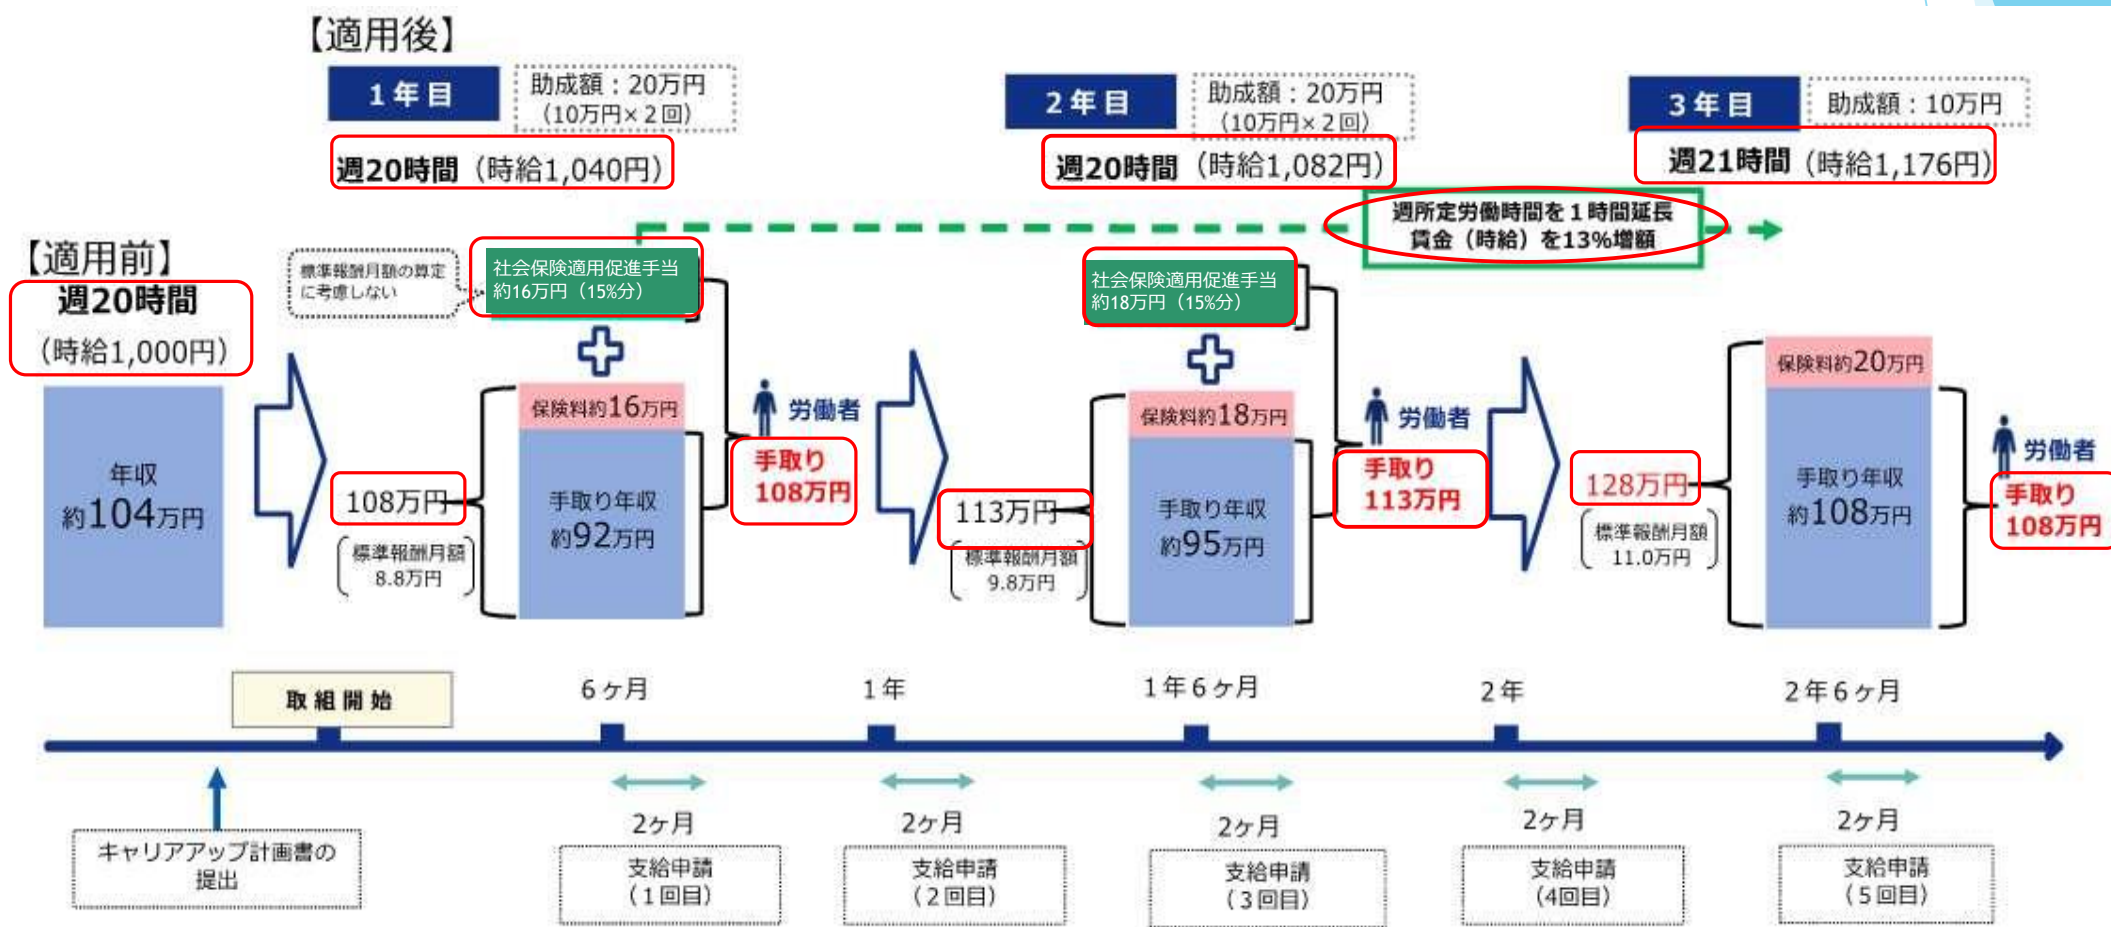 【適用後】
1年目
助成額：20万円
（10万円×2回）
週20時間（時給1,040円）
2年目
助成額：20万円
（10万円×2回）
週20時間（時給1,082円）
3年目
助成額：10万円
週21時間（時給1,176円）
週所定労働時間を１時間延長
賃金（時給）を13%増額
【適用前】
週20時間
（時給1,000円）
年収
約104万円
標準報酬月額の算定
に考慮しない
社会保険適用促進手当
約16万円（15%分）
保険料約16万円
手取り年収
約92万円
108万円
標準報酬月額
8.8万円
労働者
手取り
108万円
社会保険適用促進手当
約18万円（15%分）
保険料約18万円
手取り年収
約95万円
113万円
標準報酬月額
9.8万円
労働者
手取り
113万円
保険料約20万円
手取り年収
約108万円
128万円
標準報酬月額
11.0万円
労働者
手取り
108万円
取組開始
6ヶ月
1年
1年6ヶ月
2年
2年6ヶ月
2ヶ月
2ヶ月
2ヶ月
2ヶ月
2ヶ月
キャリアアップ計画書の
提出
支給申請
（1回目）
支給申請
（2回目）
支給申請
（3回目）
支給申請
（4回目）
支給申請
（5回目）